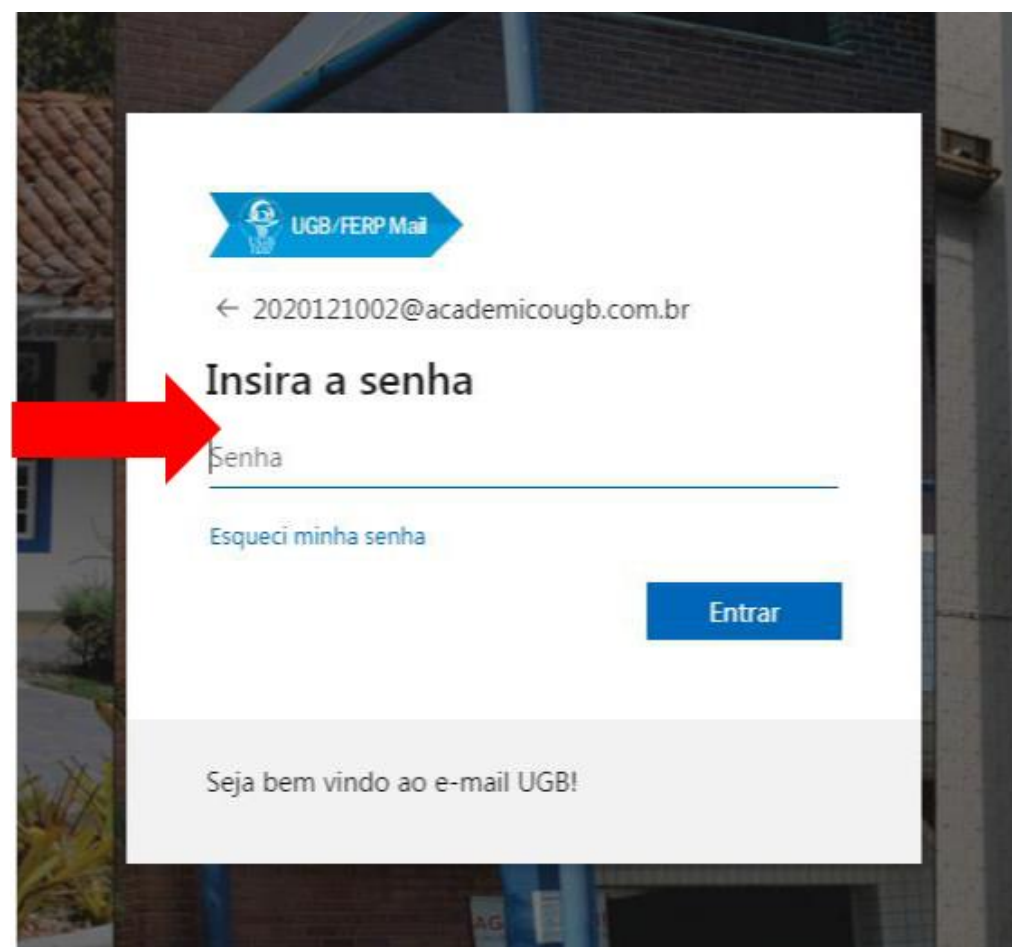 UGB/FERP Mail
← 2020121002@academicougb.com.br
Insira a senha
Senha
Esqueci minha senha
Entrar
Seja bem vindo ao e-mail UGB!